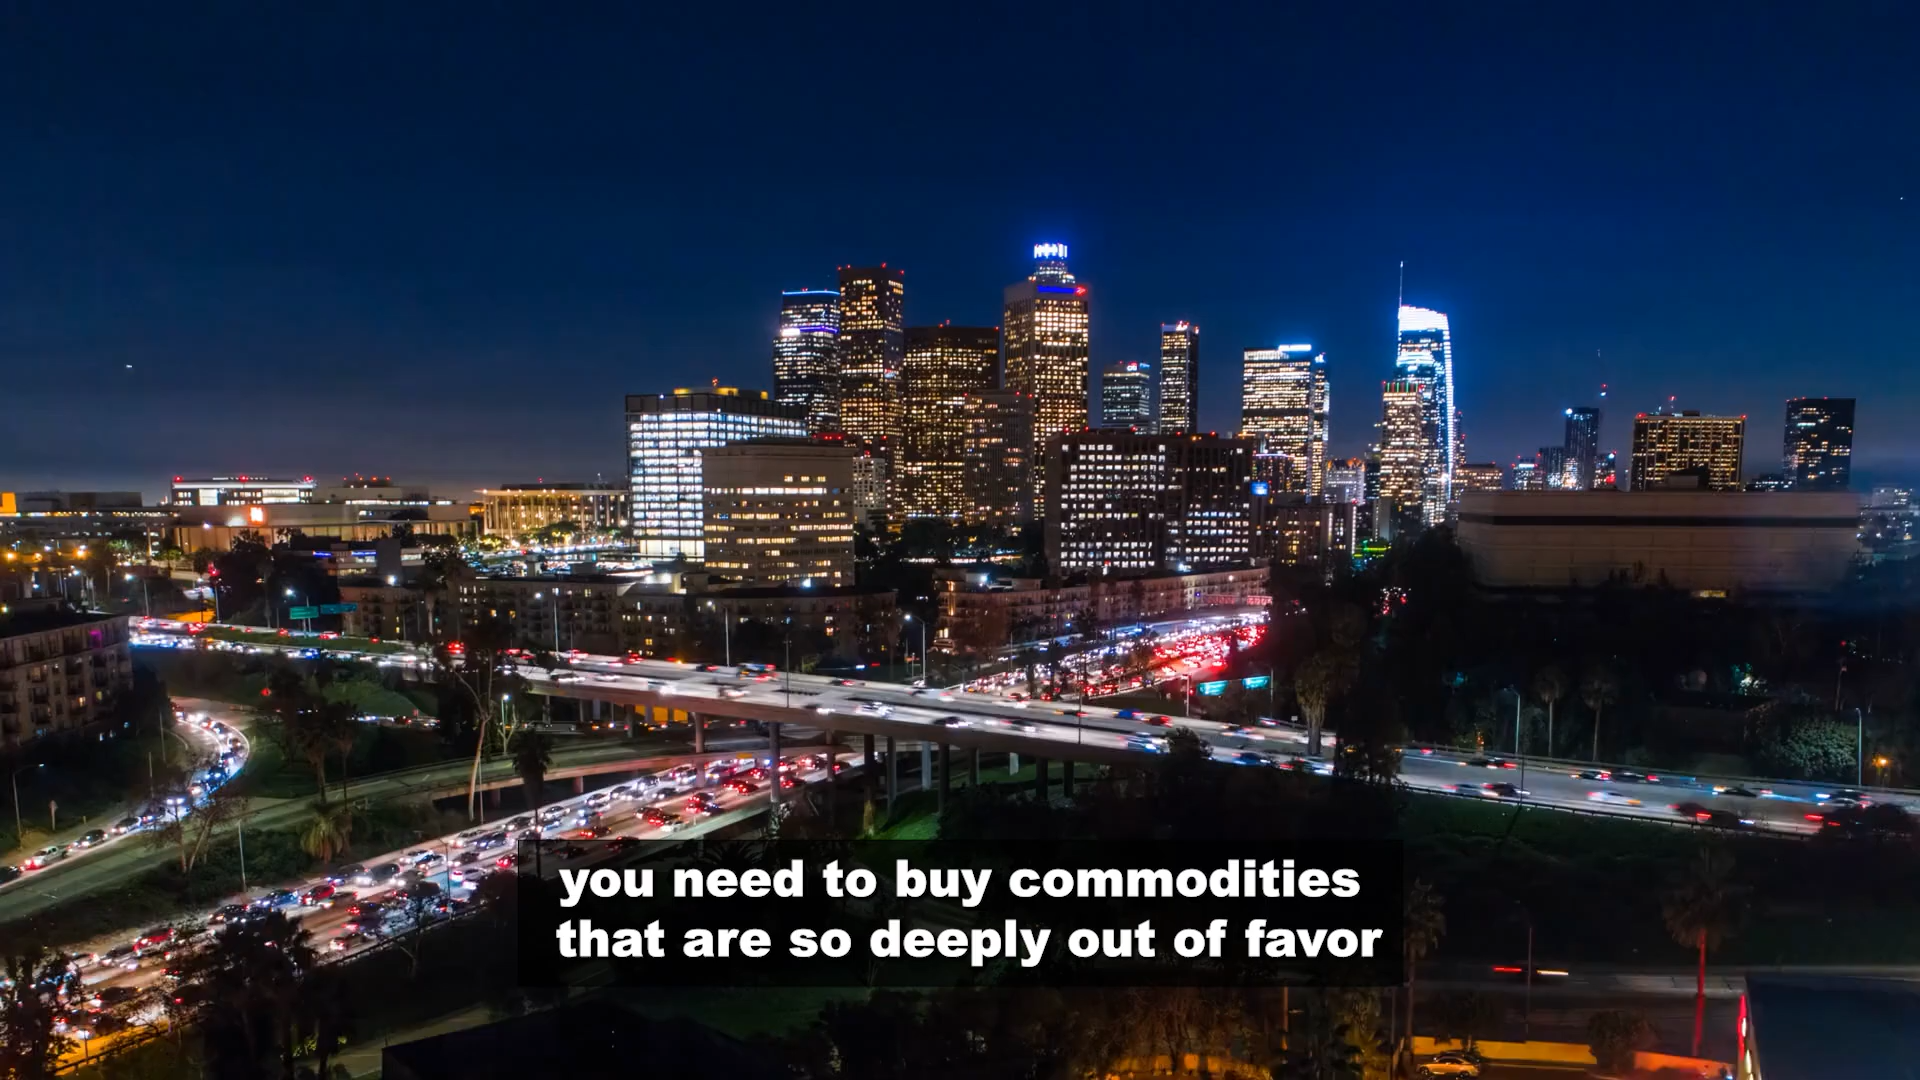 you need to buy commodities
that are so deeply out of favor